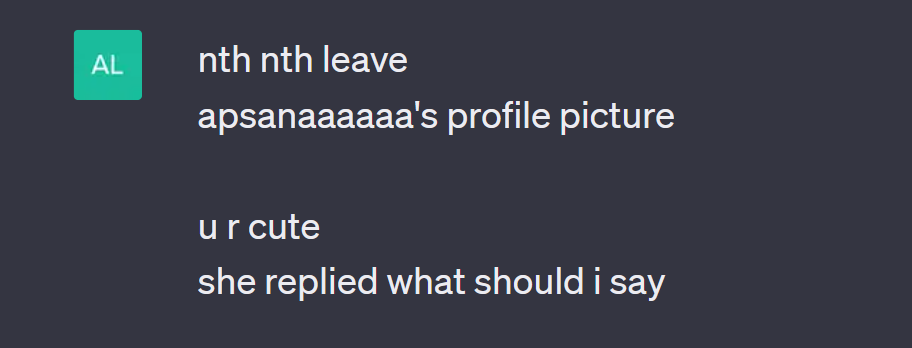 AL
nth nth leave
apsanaaaaaa's profile picture
u r cute
she replied what should i say